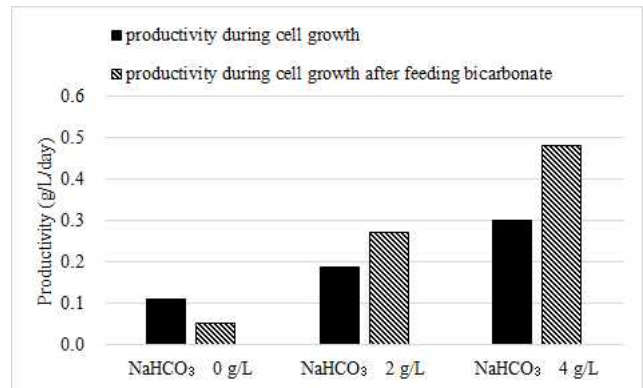 productivity during cell growth
productivity during cell growth after feeding bicarbonate
Productivity (g/L/day)
0.6
0.5
0.4
0.3
0.2
0.1
0.0
NaHCO₃ 0 g/L NaHCO₃ 2 g/L NaHCO₃ 4 g/L